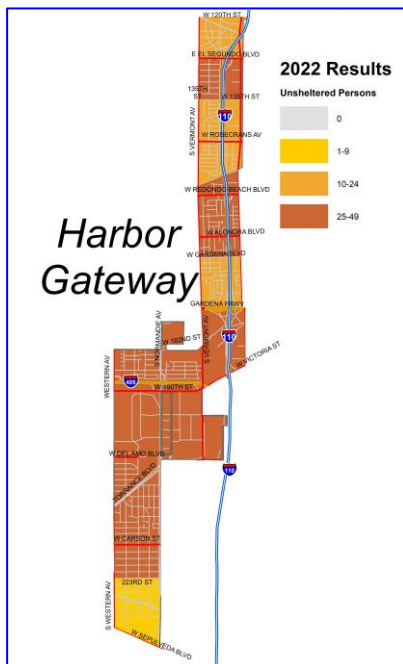 W 120TH ST
E EL SEGUNDO BLVD
135TH
ST
W 135TH ST
110
W ROSECRANS AV
S VERMONT AV
W REDONDO BEACH BLVD
W ALONDRA BLVD
W GARDENA BLVD
GARDENA FRWY
2022 Results
Unsheltered Persons
0
1-9
10-24
25-49
Harbor
Gateway
S NORMANDIE AV
W 182ND ST
S VERMONT AV
110
W VICTORIA ST
WESTERN AV
405
W 190TH ST
W DEL AMO BLVD
110
TORRANCE BLVD
W CARSON ST
223RD ST
S WESTERN AV
W SEPULVEDA BLVD